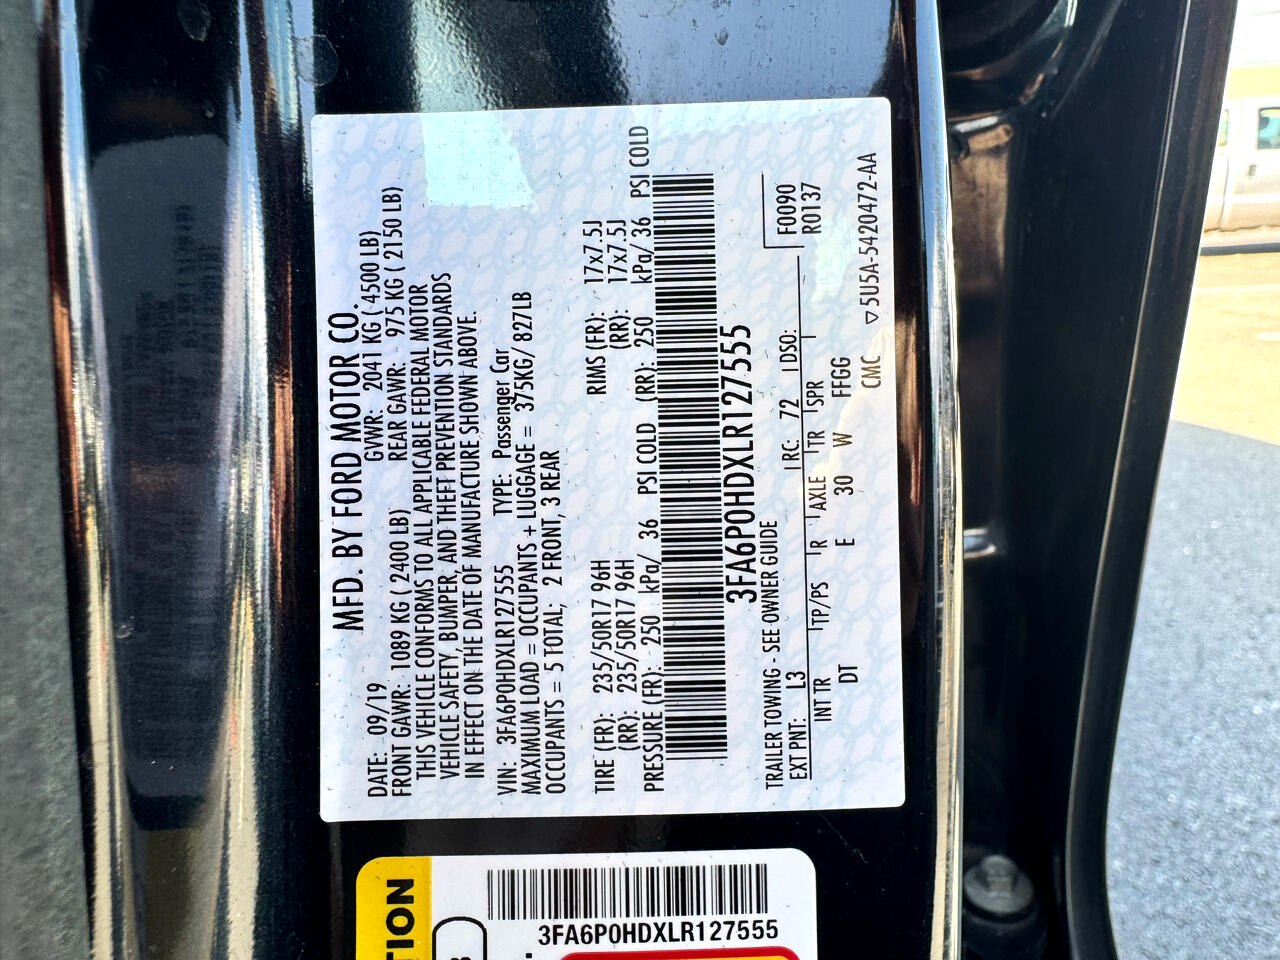 MFD. BY FORD MOTOR CO.
DATE: 09/19 GVWR: 2041 KG ( 4500 LB)
FRONT GAWR: 1089 KG ( 2400 LB) REAR GAWR: 975 KG ( 2150 LB)
THIS VEHICLE CONFORMS TO ALL APPLICABLE FEDERAL MOTOR
VEHICLE SAFETY, BUMPER, AND THEFT PREVENTION STANDARDS
IN EFFECT ON THE DATE OF MANUFACTURE SHOWN ABOVE.
VIN: 3FA6P0HDXLR127555 TYPE: Passenger Car
MAXIMUM LOAD = OCCUPANTS + LUGGAGE = 375KG/ 827LB
OCCUPANTS = 5 TOTAL; 2 FRONT, 3 REAR
TIRE (FR): 235/50R17 96H RIMS (FR): 17x7.5J
(RR): 235/50R17 96H (RR): 17x7.5J
PRESSURE (FR): 250 kPa/ 36 PSI COLD (RR): 250 kPa/ 36 PSI COLD
3FA6P0HDXLR127555
TRAILER TOWING - SEE OWNER GUIDE F0090
EXT PNT: L3 RC: 72 DSO: R0137
INT TR TP/PS R AXLE TR SPR
DT E 30 W FFGG
CMC ▽5U5A-5420472-AA
TION
3FA6P0HDXLR127555